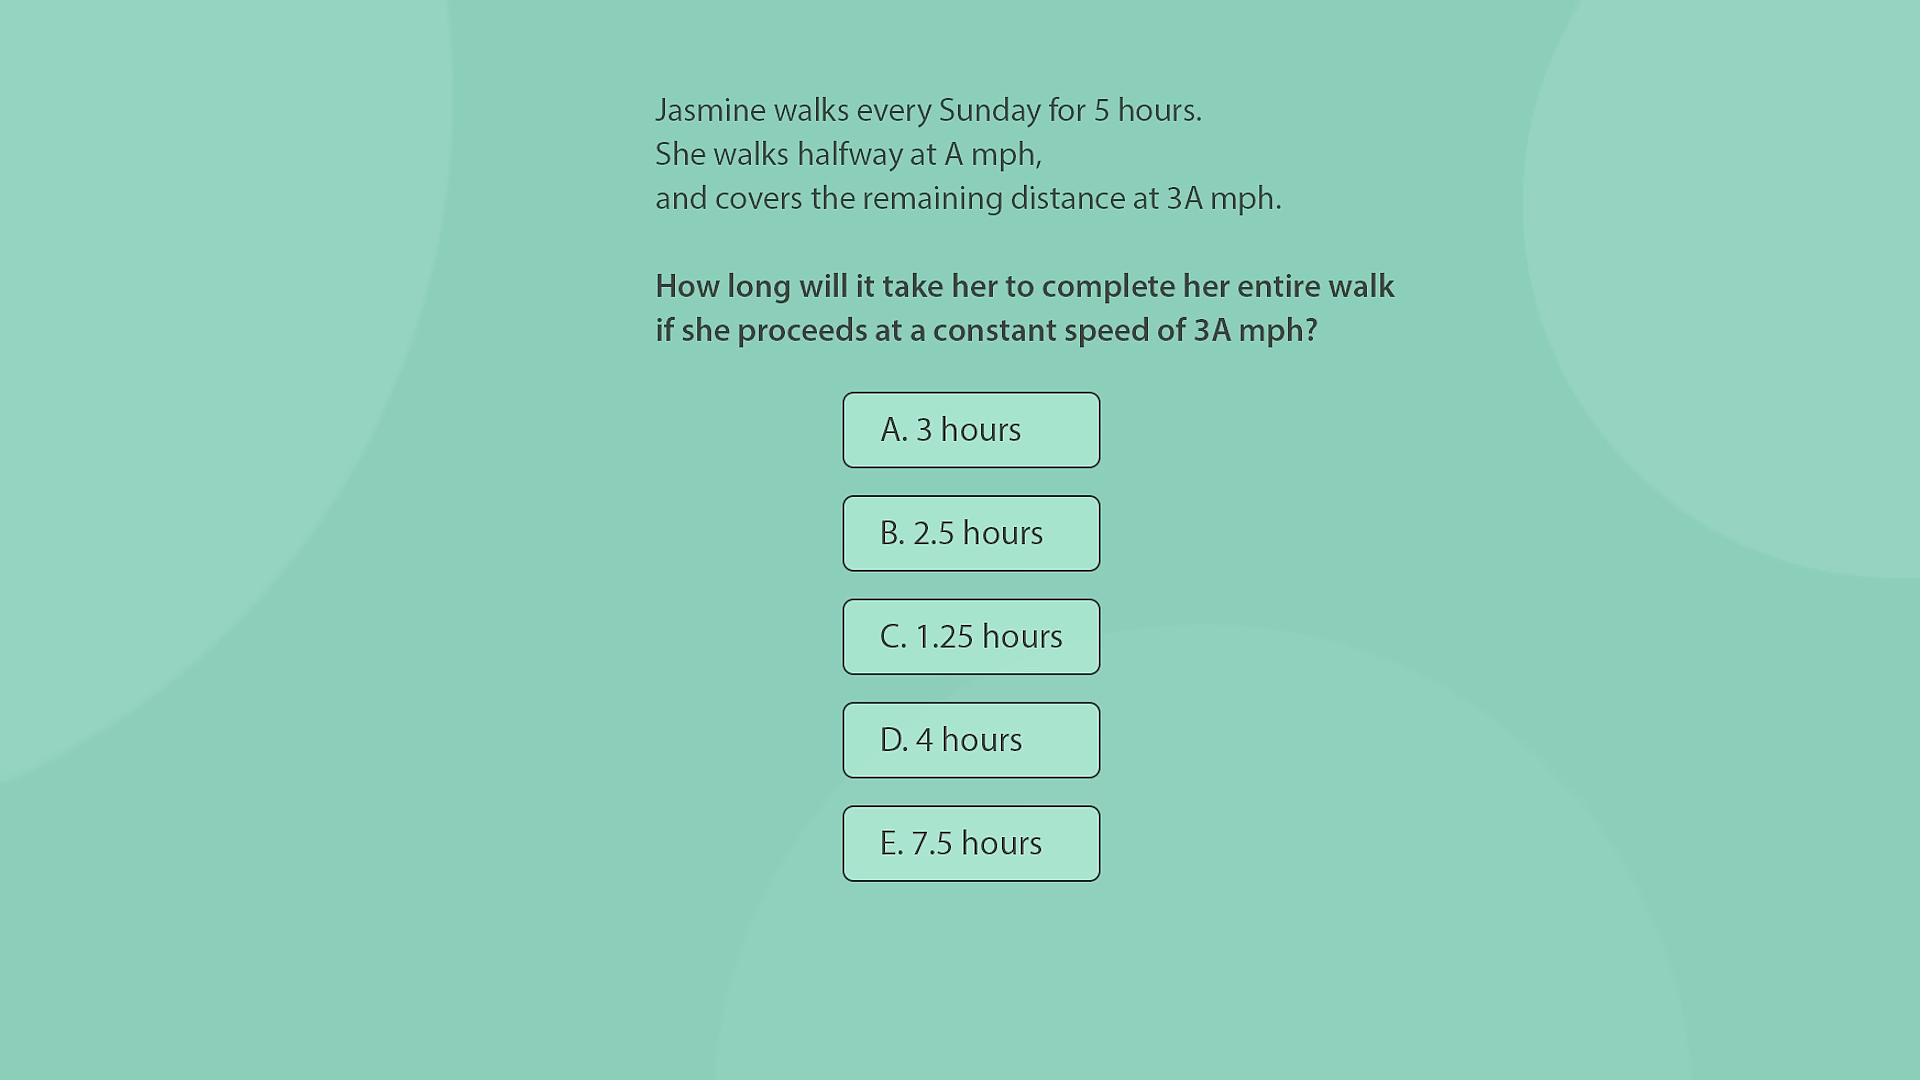 Jasmine walks every Sunday for 5 hours.
She walks halfway at A mph,
and covers the remaining distance at 3A mph.
How long will it take her to complete her entire walk
if she proceeds at a constant speed of 3A mph?
A. 3 hours
B. 2.5 hours
C. 1.25 hours
D. 4 hours
E. 7.5 hours